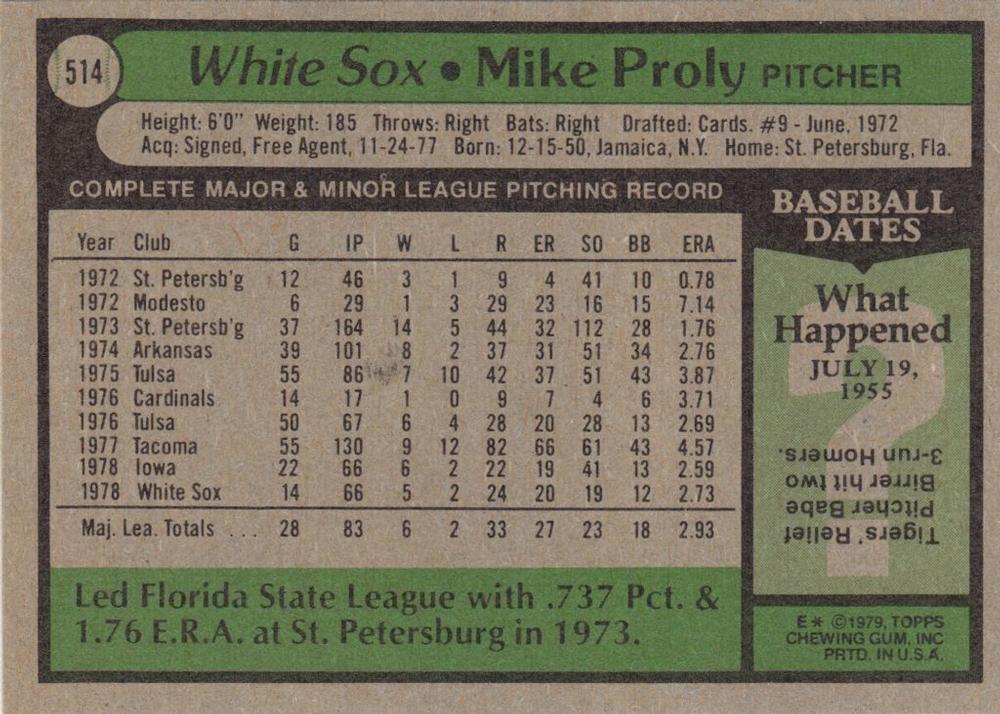 514
White Sox • Mike Proly PITCHER
Height: 6'0" Weight: 185 Throws: Right Bats: Right Drafted: Cards. #9 - June, 1972
Acq: Signed, Free Agent, 11-24-77 Born: 12-15-50, Jamaica, N.Y. Home: St. Petersburg, Fla.
COMPLETE MAJOR & MINOR LEAGUE PITCHING RECORD
Year Club G IP W L R ER SO BB ERA
1972 St. Petersb'g 12 46 3 1 9 4 41 10 0.78
1972 Modesto 6 29 1 3 29 23 16 15 7.14
1973 St. Petersb'g 37 164 14 5 44 32 112 28 1.76
1974 Arkansas 39 101 8 2 37 31 51 34 2.76
1975 Tulsa 55 86 7 10 42 37 51 43 3.87
1976 Cardinals 14 17 1 0 9 7 4 6 3.71
1976 Tulsa 50 67 6 4 28 20 28 13 2.69
1977 Tacoma 55 130 9 12 82 66 61 43 4.57
1978 Iowa 22 66 6 2 22 19 41 13 2.59
1978 White Sox 14 66 5 2 24 20 19 12 2.73
Maj. Lea. Totals . . . 28 83 6 2 33 27 23 18 2.93
Led Florida State League with .737 Pct. &
1.76 E.R.A. at St. Petersburg in 1973.
BASEBALL
DATES
What
Happened
JULY 19,
1955
?
Tigers' Relief
Pitcher Babe
Birrer hit two
3-run Homers.
E* ©1979, TOPPS
CHEWING GUM, INC
PRTD. IN U.S.A.